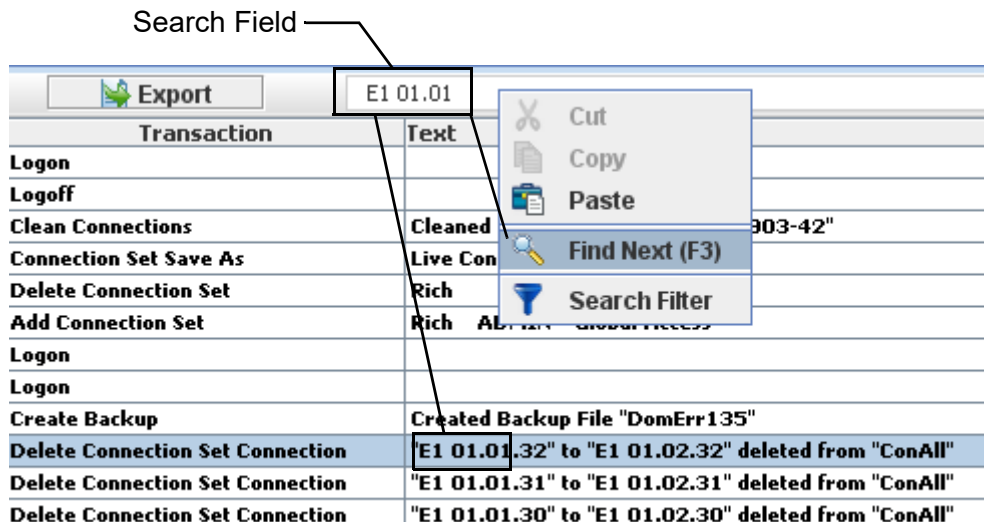 Search Field
Export E1 01.01
Cut
Transaction Text
Copy
Logon
Logoff
Paste
Clean Connections Cleaned 903-42"
Find Next (F3)
Connection Set Save As Live Con
Delete Connection Set Rich
Search Filter
Add Connection Set Rich
Logon
Logon
Create Backup Created Backup File "DomErr135"
Delete Connection Set Connection "E1 01.01.32" to "E1 01.02.32" deleted from "ConAll"
Delete Connection Set Connection "E1 01.01.31" to "E1 01.02.31" deleted from "ConAll"
Delete Connection Set Connection "E1 01.01.30" to "E1 01.02.30" deleted from "ConAll"